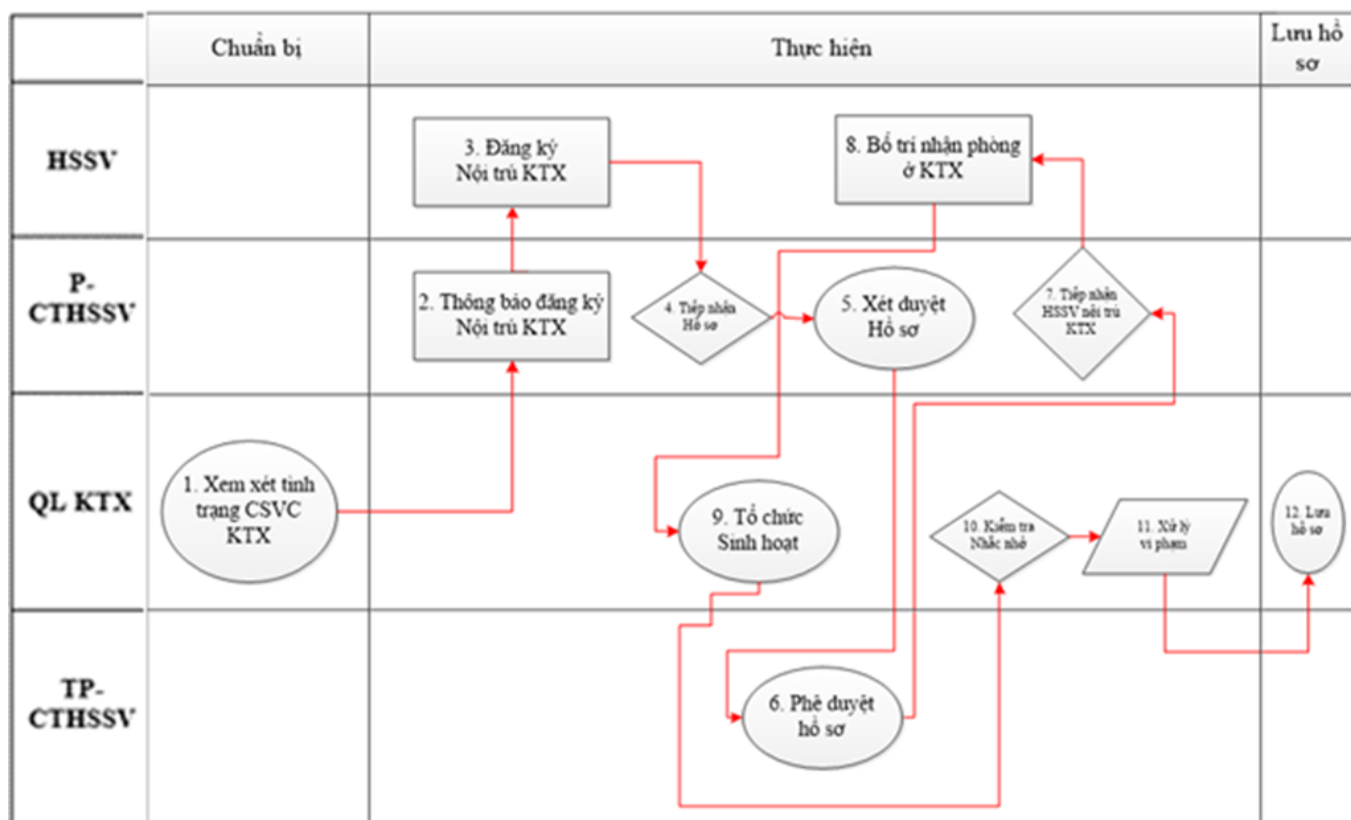 Chuẩn bị
Thực hiện
Lưu hồ
sơ
HSSV
3. Đăng ký
Nội trú KTX
8. Bố trí nhận phòng
ở KTX
P-
CTHSSV
2. Thông báo đăng ký
Nội trú KTX
4. Tiếp nhận
Hồ sơ
5. Xét duyệt
Hồ sơ
7. Tiếp nhận
HSSV nội trú
KTX
QL KTX
1. Xem xét tình
trạng CSVC
KTX
9. Tổ chức
Sinh hoạt
10. Kiểm tra
Nhắc nhở
11. Xử lý
vi phạm
12. Lưu
hồ sơ
TP-
CTHSSV
6. Phê duyệt
hồ sơ